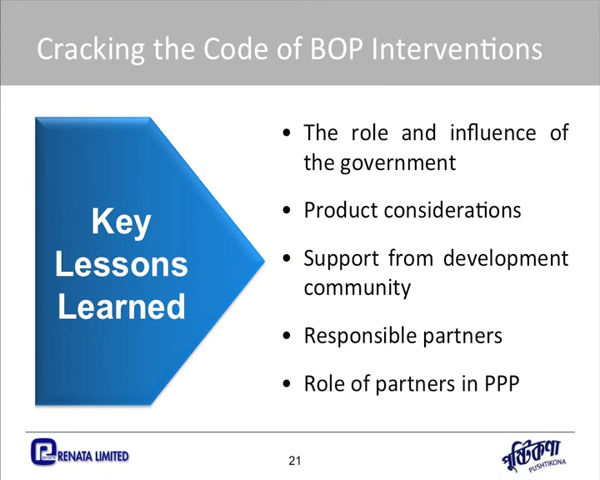 Cracking the Code of BOP Interventions
Key
Lessons
Learned
• The role and influence of
the government
• Product considerations
• Support from development
community
• Responsible partners
• Role of partners in PPP
RENATA LIMITED
21
পুষ্টিকণা
PUSHTIKONA